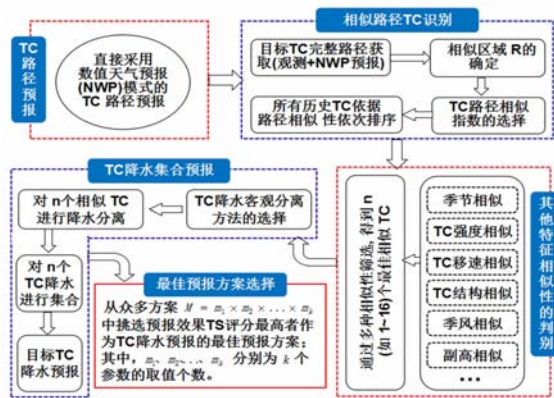 TC路径预报
直接采用
数值天气预报
(NWP)模式的
TC 路径预报
相似路径TC识别
目标TC完整路径获
取(观测+NWP预报)
相似区域 R的
确定
TC路径相似
指数的选择
所有历史TC依据
路径相似 性依次排序
其他特征相似性的判别
季节相似
TC强度相似
TC移速相似
TC结构相似
季风相似
副高相似
•••
通过多种相似性筛选, 得到 n
(如 1~16)个最佳相似 TC
TC降水集合预报
TC降水客观分离
方法的选择
对 n个相似 TC
进行降水分离
对 n个
TC降水
进行集合
目标TC
降水预报
最佳预报方案选择
从众多方案 M = m₁ × m₂ × ... × mₖ
中挑选预报效果TS评分最高者作
为TC降水预报的最佳预报方案;
其中, m₁、m₂、...、mₖ 分别为 k 个
参数的取值个数。